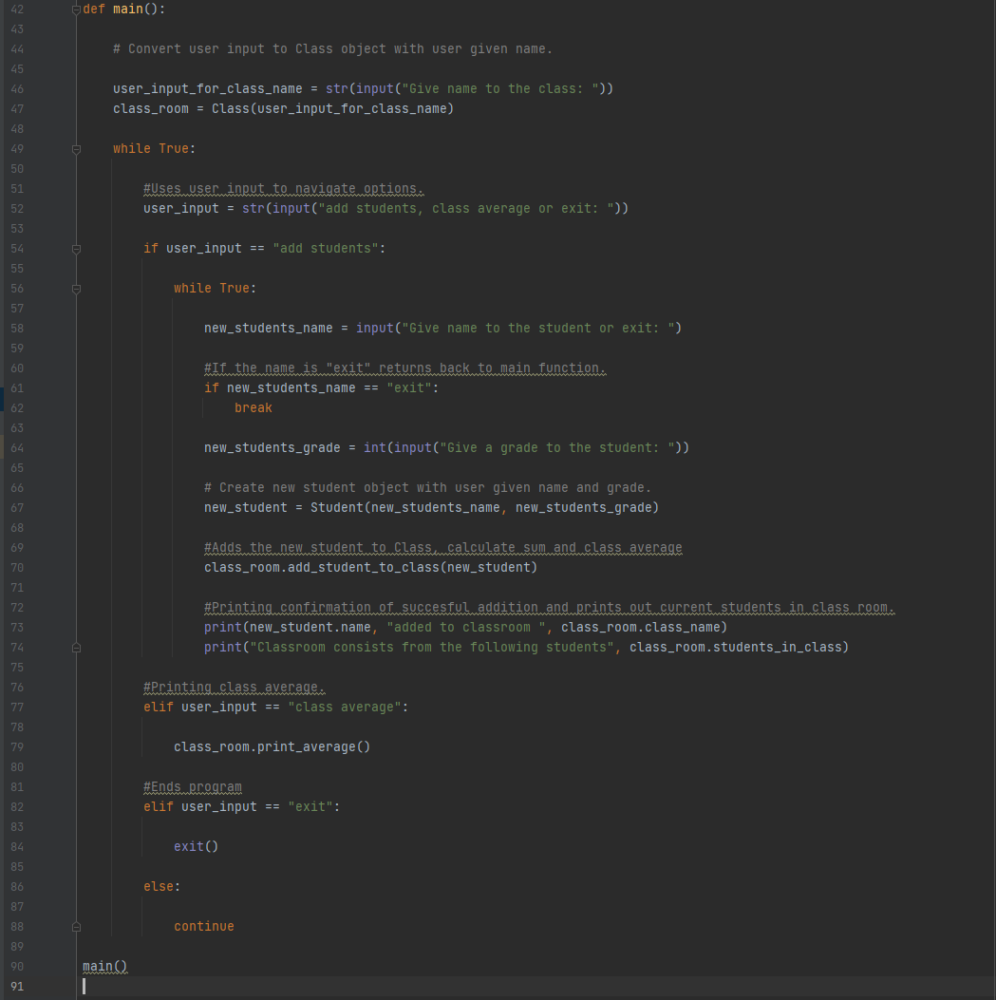 42 def main():
43
44 # Convert user input to Class object with user given name.
45
46 user_input_for_class_name = str(input("Give name to the class: "))
47 class_room = Class(user_input_for_class_name)
48
49 while True:
50
51 #Uses user input to navigate options.
52 user_input = str(input("add students, class average or exit: "))
53
54 if user_input == "add students":
55
56 while True:
57
58 new_students_name = input("Give name to the student or exit: ")
59
60 #If the name is "exit" returns back to main function.
61 if new_students_name == "exit":
62 break
63
64 new_students_grade = int(input("Give a grade to the student: "))
65
66 # Create new student object with user given name and grade.
67 new_student = Student(new_students_name, new_students_grade)
68
69 #Adds the new student to Class, calculate sum and class average
70 class_room.add_student_to_class(new_student)
71
72 #Printing confirmation of succesful addition and prints out current students in class room.
73 print(new_student.name, "added to classroom ", class_room.class_name)
74 print("Classroom consists from the following students", class_room.students_in_class)
75
76 #Printing class average.
77 elif user_input == "class average":
78
79 class_room.print_average()
80
81 #Ends program
82 elif user_input == "exit":
83
84 exit()
85
86 else:
87
88 continue
89
90 main()
91